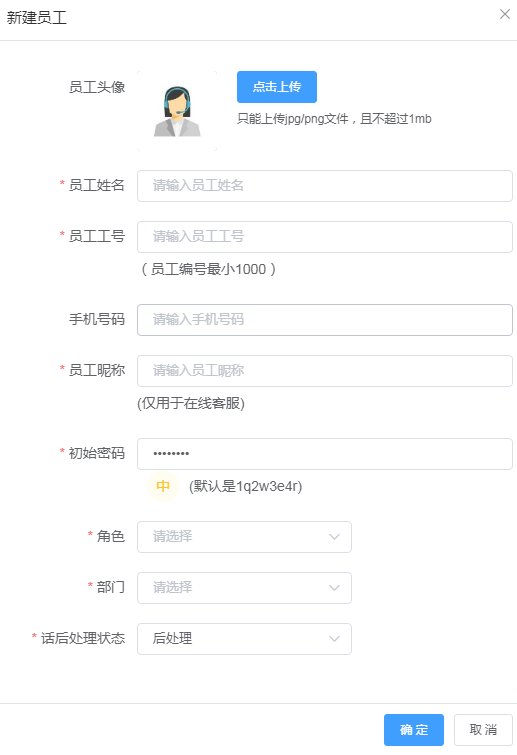 新建员工
员工头像
点击上传
只能上传jpg/png文件，且不超过1mb
* 员工姓名 请输入员工姓名
* 员工工号 请输入员工工号
（员工编号最小1000）
手机号码 请输入手机号码
* 员工昵称 请输入员工昵称
(仅用于在线客服)
* 初始密码 ••••••••
中 (默认是1q2w3e4r)
* 角色 请选择
* 部门 请选择
* 话后处理状态 后处理
确 定 取 消